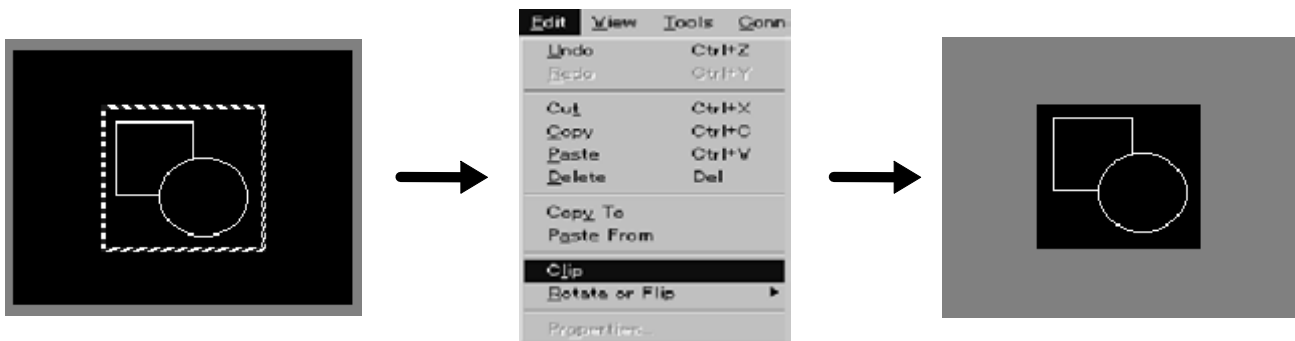 Edit View Tools Conn
Undo Ctrl+Z
Redo Ctrl+Y
Cut Ctrl+X
Copy Ctrl+C
Paste Ctrl+V
Delete Del
Copy To
Paste From
Clip
Rotate or Flip
Properties...